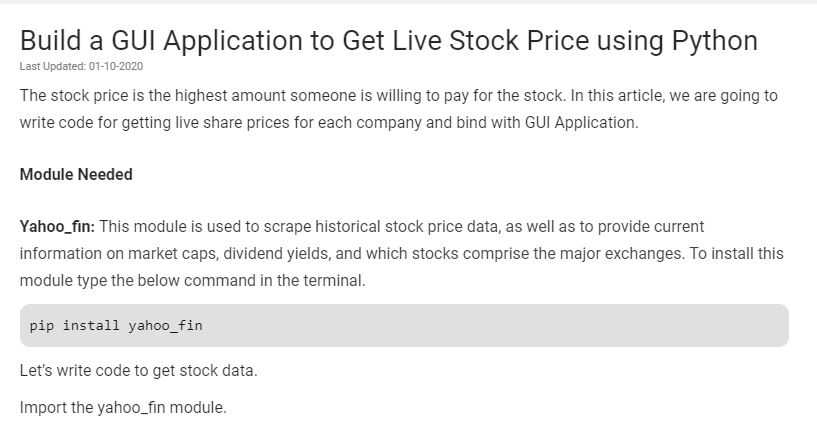 Build a GUI Application to Get Live Stock Price using Python
Last Updated: 01-10-2020
The stock price is the highest amount someone is willing to pay for the stock. In this article, we are going to
write code for getting live share prices for each company and bind with GUI Application.
Module Needed
Yahoo_fin: This module is used to scrape historical stock price data, as well as to provide current
information on market caps, dividend yields, and which stocks comprise the major exchanges. To install this
module type the below command in the terminal.
pip install yahoo_fin
Let’s write code to get stock data.
Import the yahoo_fin module.